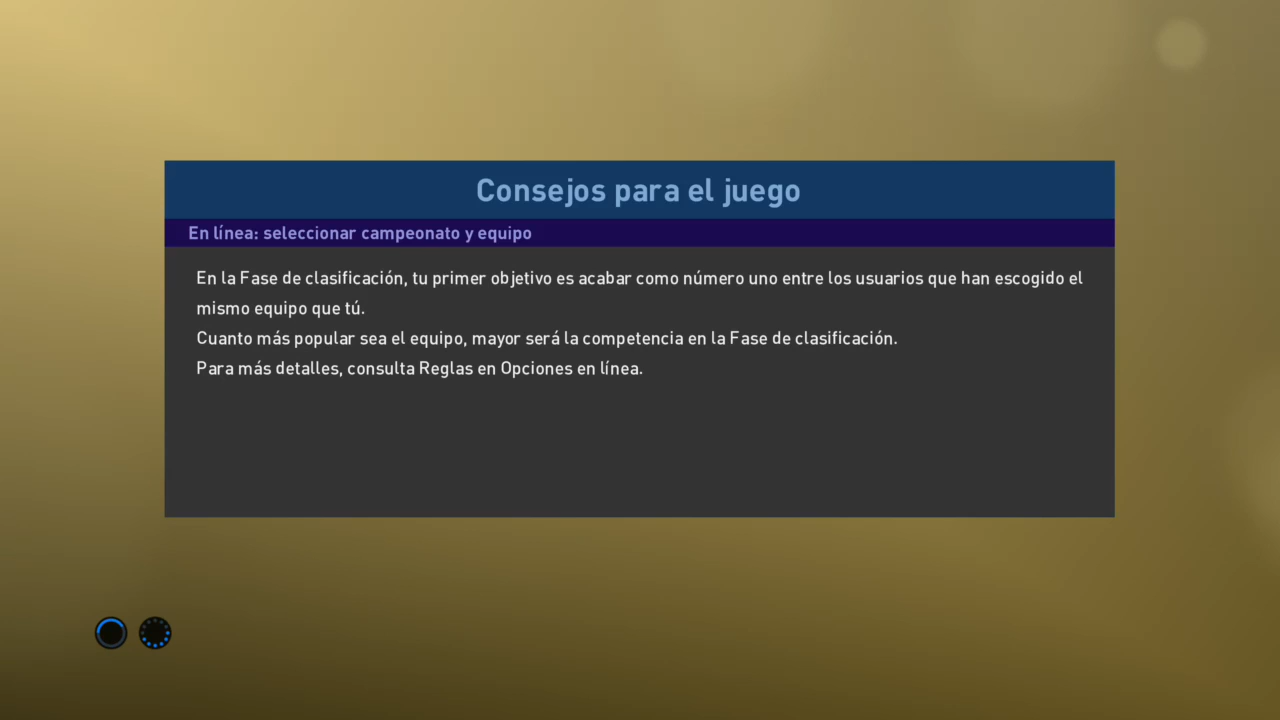 Consejos para el juego
En línea: seleccionar campeonato y equipo
En la Fase de clasificación, tu primer objetivo es acabar como número uno entre los usuarios que han escogido el
mismo equipo que tú.
Cuanto más popular sea el equipo, mayor será la competencia en la Fase de clasificación.
Para más detalles, consulta Reglas en Opciones en línea.